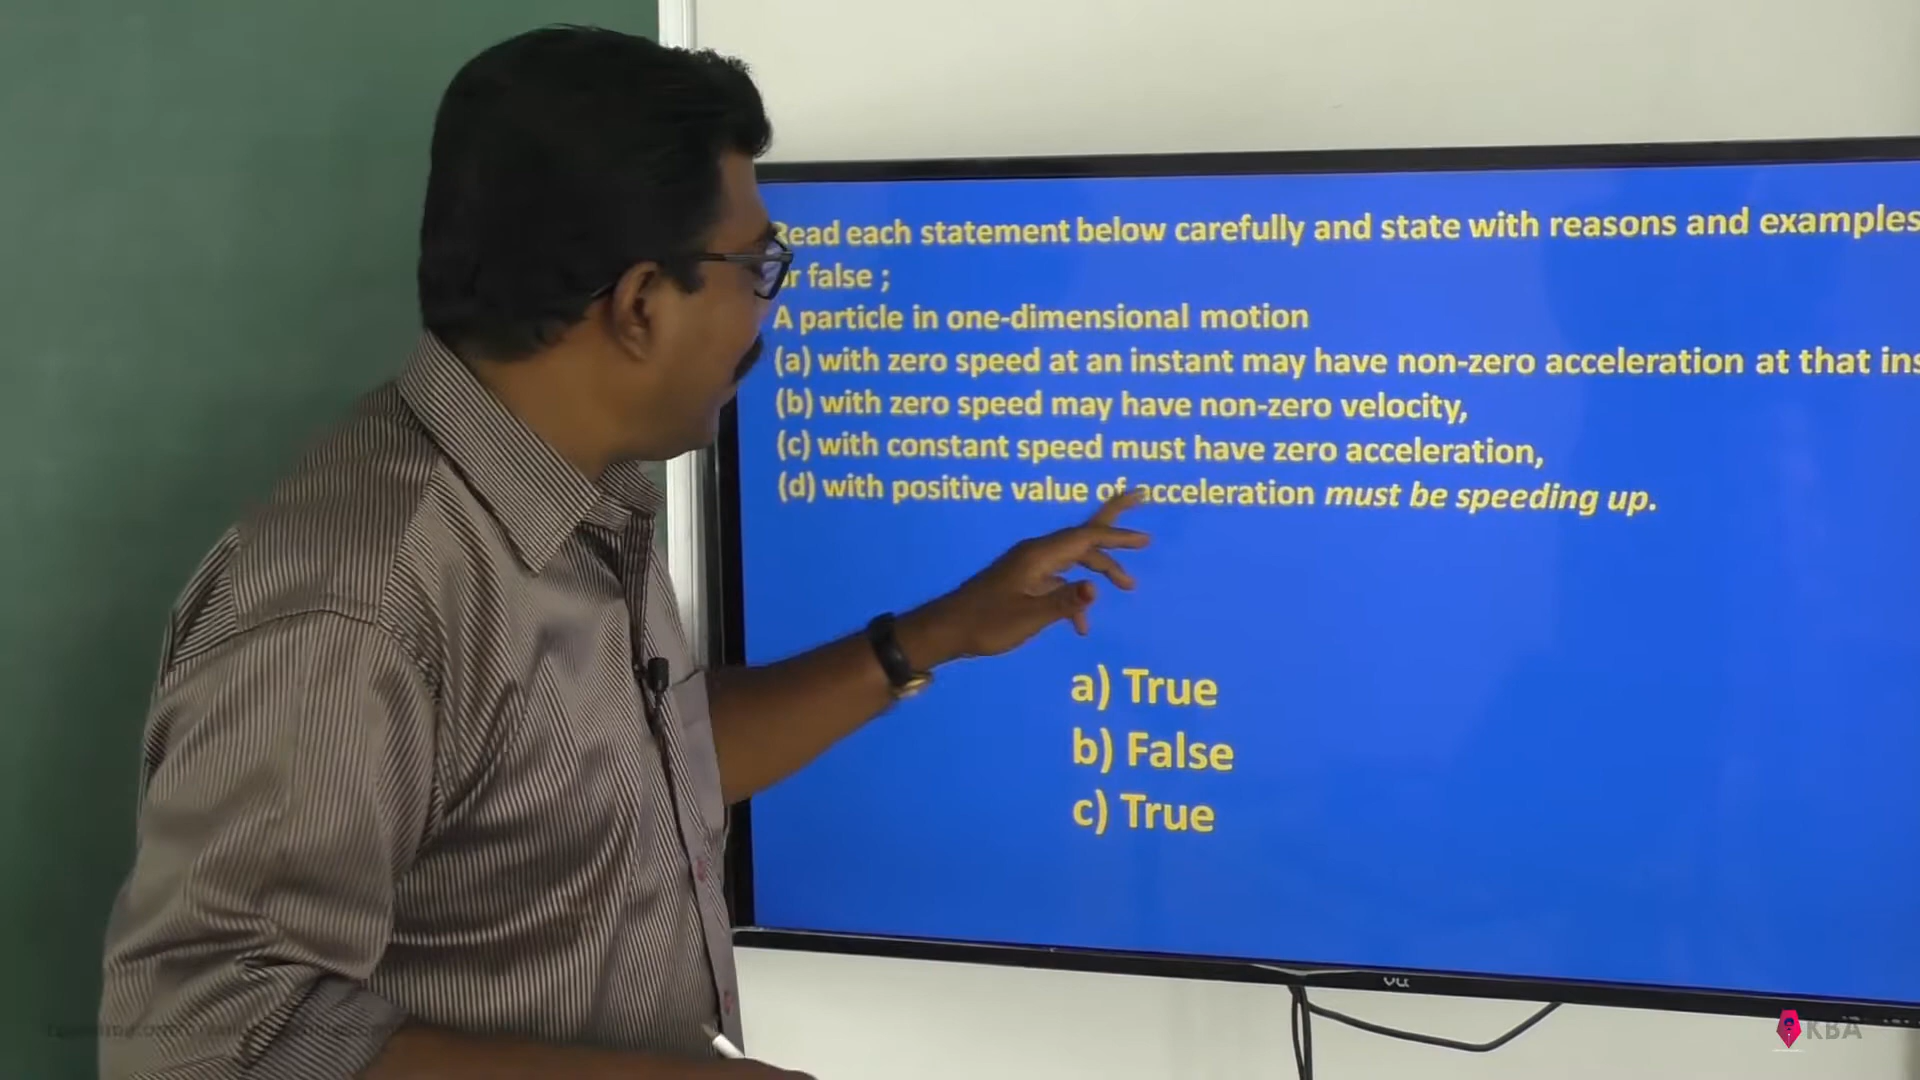 Read each statement below carefully and state with reasons and examples
or false ;
A particle in one-dimensional motion
(a) with zero speed at an instant may have non-zero acceleration at that
(b) with zero speed may have non-zero velocity,
(c) with constant speed must have zero acceleration,
(d) with positive value of acceleration must be speeding up.
a) True
b) False
c) True
VU
KBA